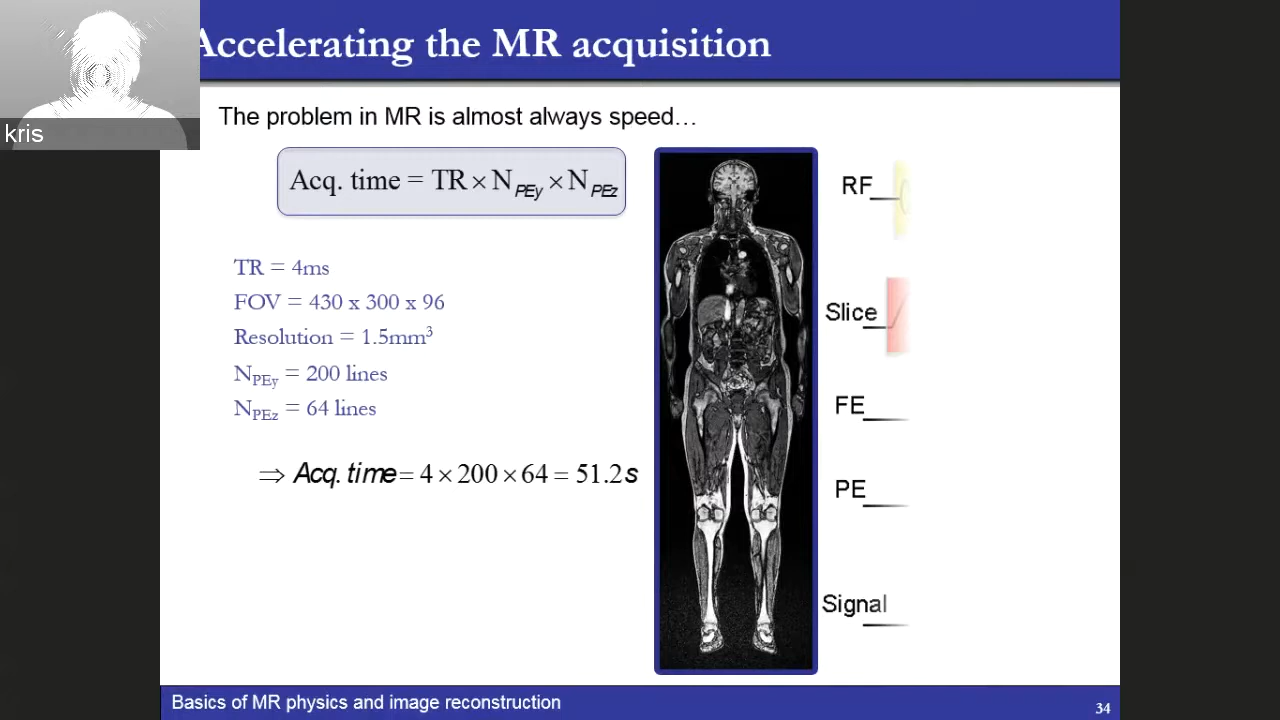 Accelerating the MR acquisition
kris
The problem in MR is almost always speed…
Acq. time = TR × N_PEy × N_PEz
TR = 4ms
FOV = 430 x 300 x 96
Resolution = 1.5mm³
N_PEy = 200 lines
N_PEz = 64 lines
⇒ Acq. time = 4 × 200 × 64 = 51.2s
RF
Slice
FE
PE
Signal
Basics of MR physics and image reconstruction
34